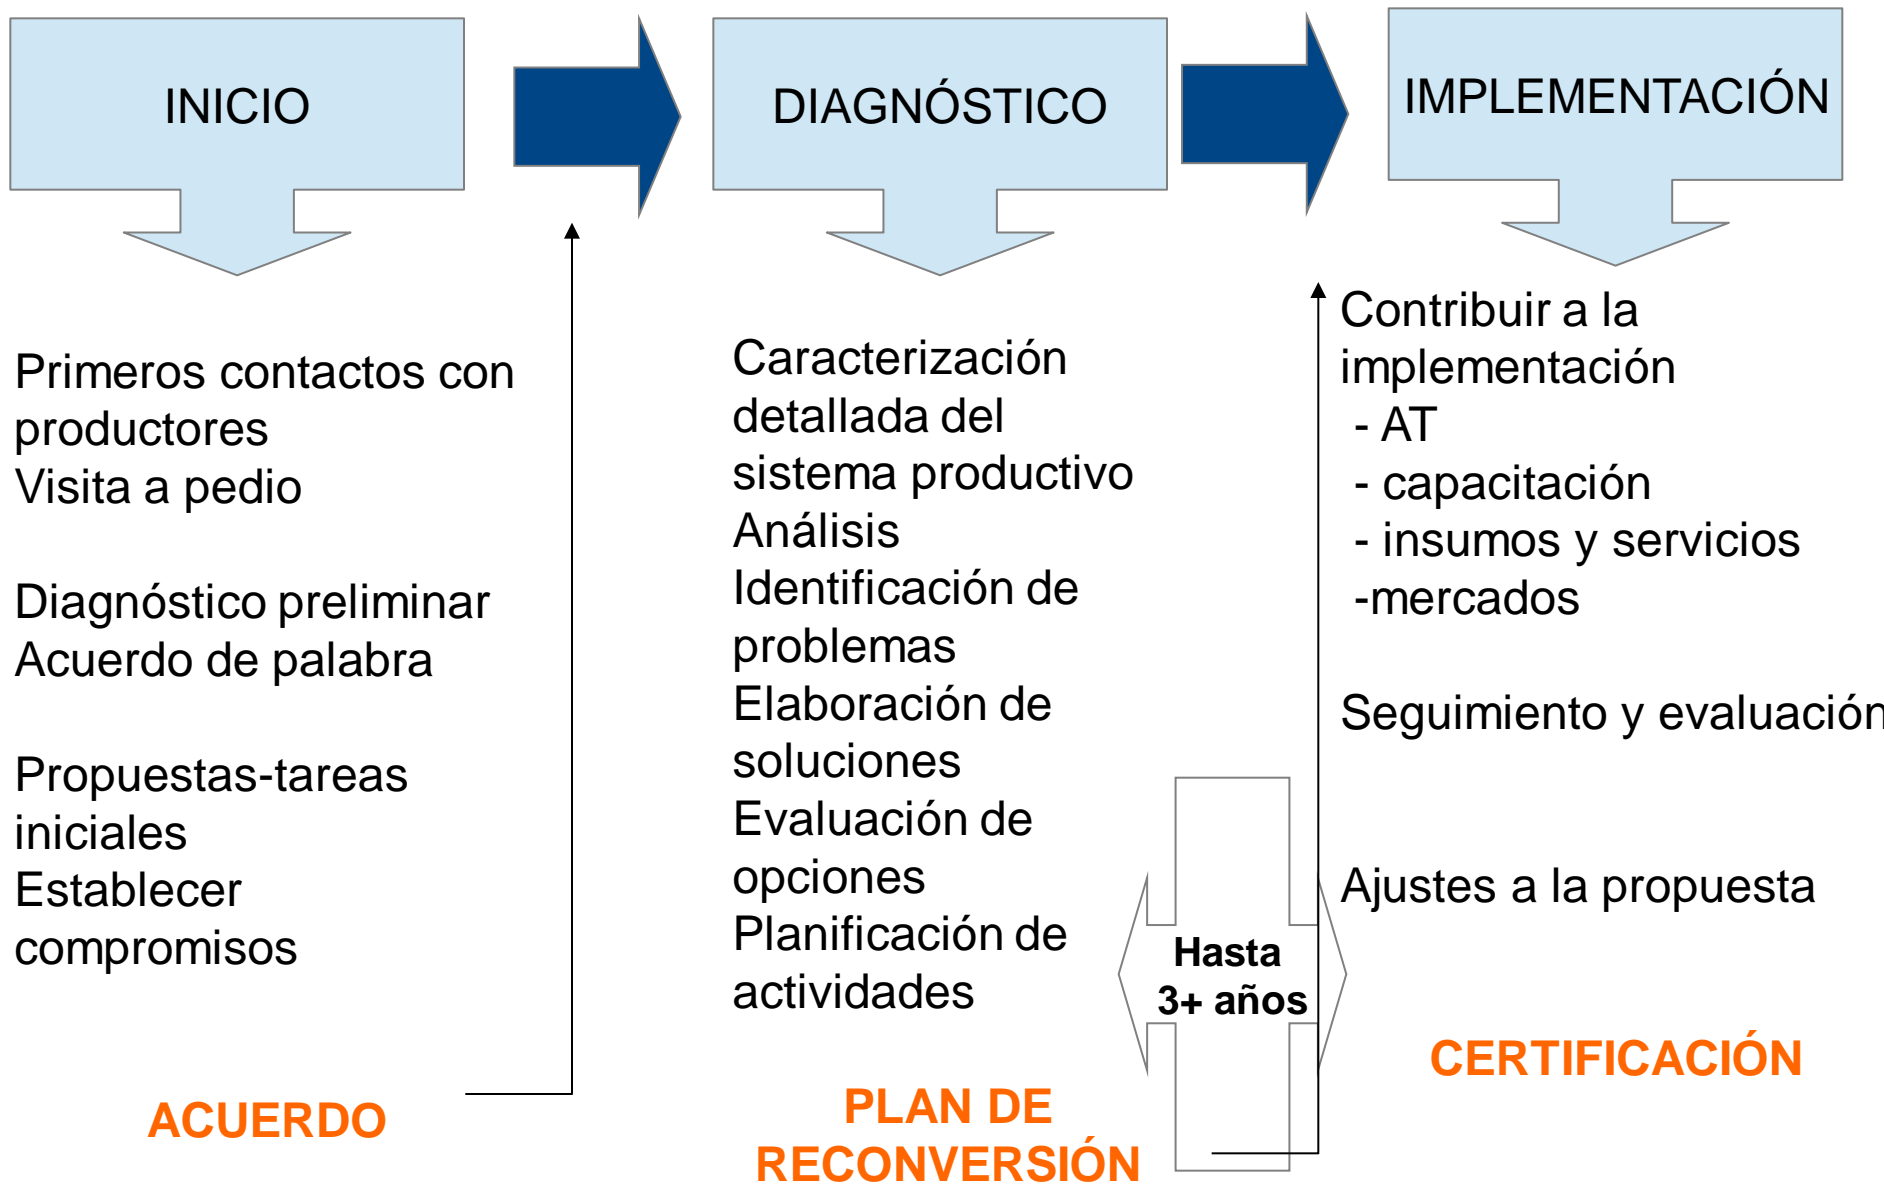 INICIO
Primeros contactos con
productores
Visita a pedio
Diagnóstico preliminar
Acuerdo de palabra
Propuestas-tareas
iniciales
Establecer
compromisos
ACUERDO
DIAGNÓSTICO
Caracterización
detallada del
sistema productivo
Análisis
Identificación de
problemas
Elaboración de
soluciones
Evaluación de
opciones
Planificación de
actividades
PLAN DE
RECONVERSIÓN
Hasta
3+ años
IMPLEMENTACIÓN
Contribuir a la
implementación
- AT
- capacitación
- insumos y servicios
-mercados
Seguimiento y evaluación
Ajustes a la propuesta
CERTIFICACIÓN